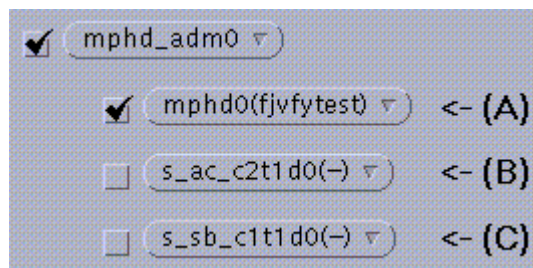 mphd_adm0
mphd0(fjvfytest) <- (A)
s_ac_c2t1d0(-) <- (B)
s_sb_c1t1d0(-) <- (C)